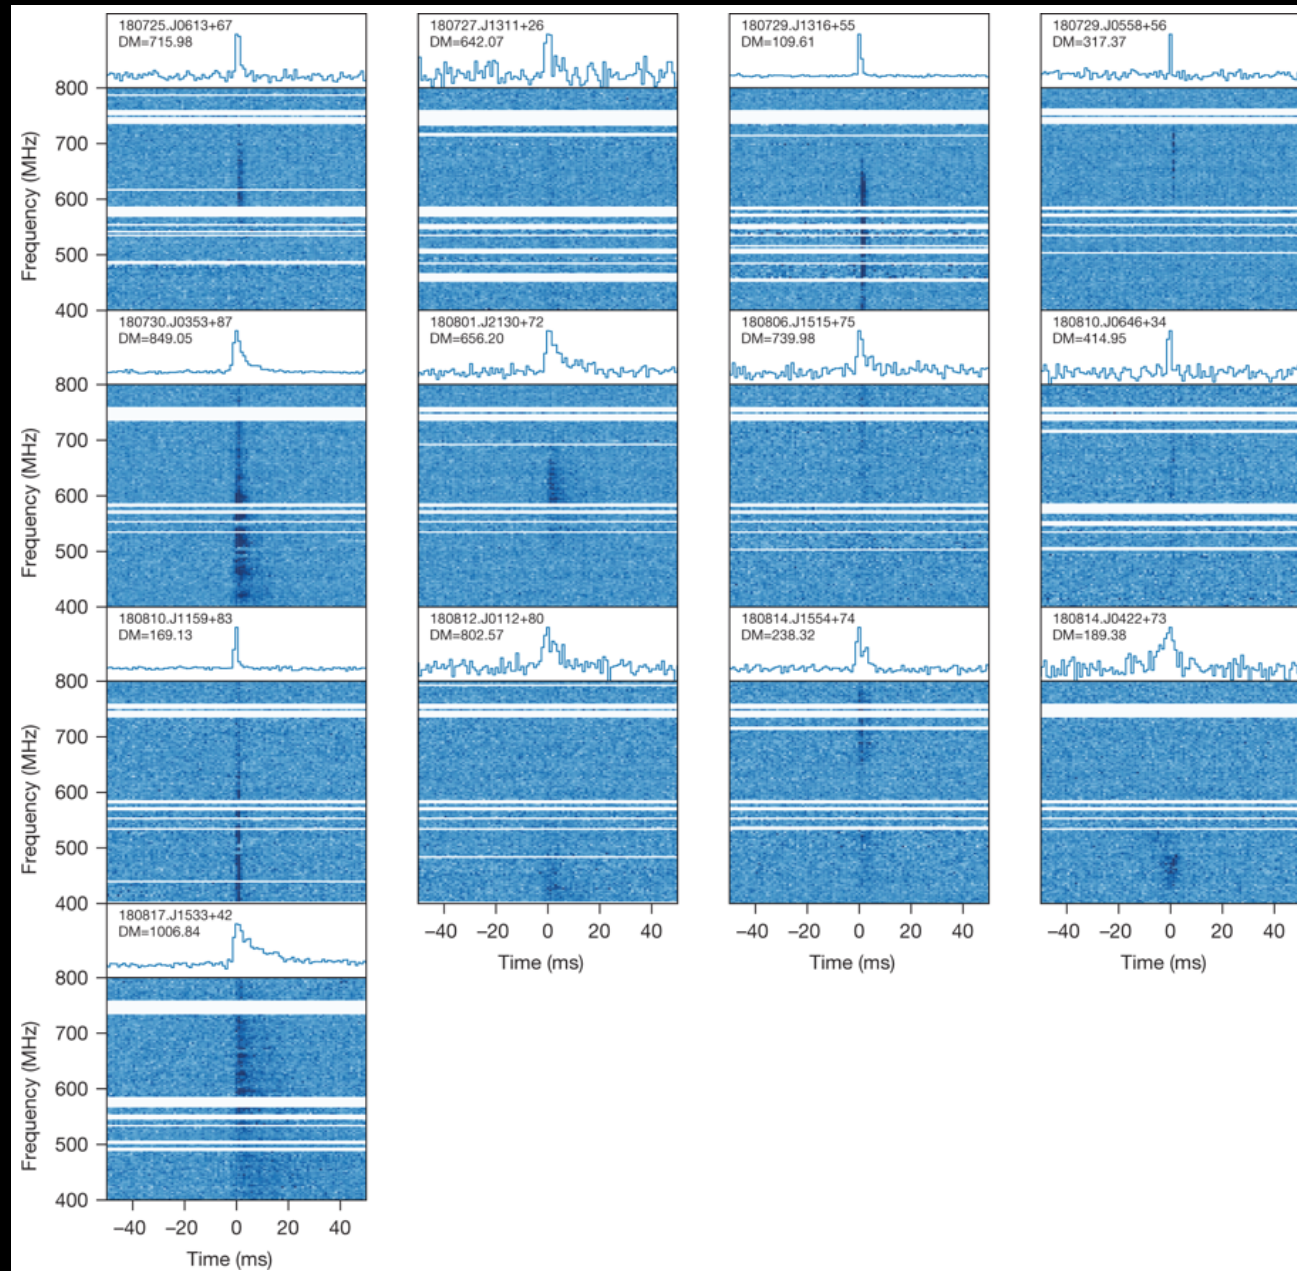 180725.J0613+67
DM=715.98
180727.J1311+26
DM=642.07
180729.J1316+55
DM=109.61
180729.J0558+56
DM=317.37
800
700
600
500
400
Frequency (MHz)
180730.J0353+87
DM=849.05
180801.J2130+72
DM=656.20
180806.J1515+75
DM=739.98
180810.J0646+34
DM=414.95
800
700
600
500
400
Frequency (MHz)
180810.J1159+83
DM=169.13
180812.J0112+80
DM=802.57
180814.J1554+74
DM=238.32
180814.J0422+73
DM=189.38
800
700
600
500
400
Frequency (MHz)
−40 −20 0 20 40
Time (ms)
−40 −20 0 20 40
Time (ms)
−40 −20 0 20 40
Time (ms)
180817.J1533+42
DM=1006.84
800
700
600
500
400
Frequency (MHz)
−40 −20 0 20 40
Time (ms)